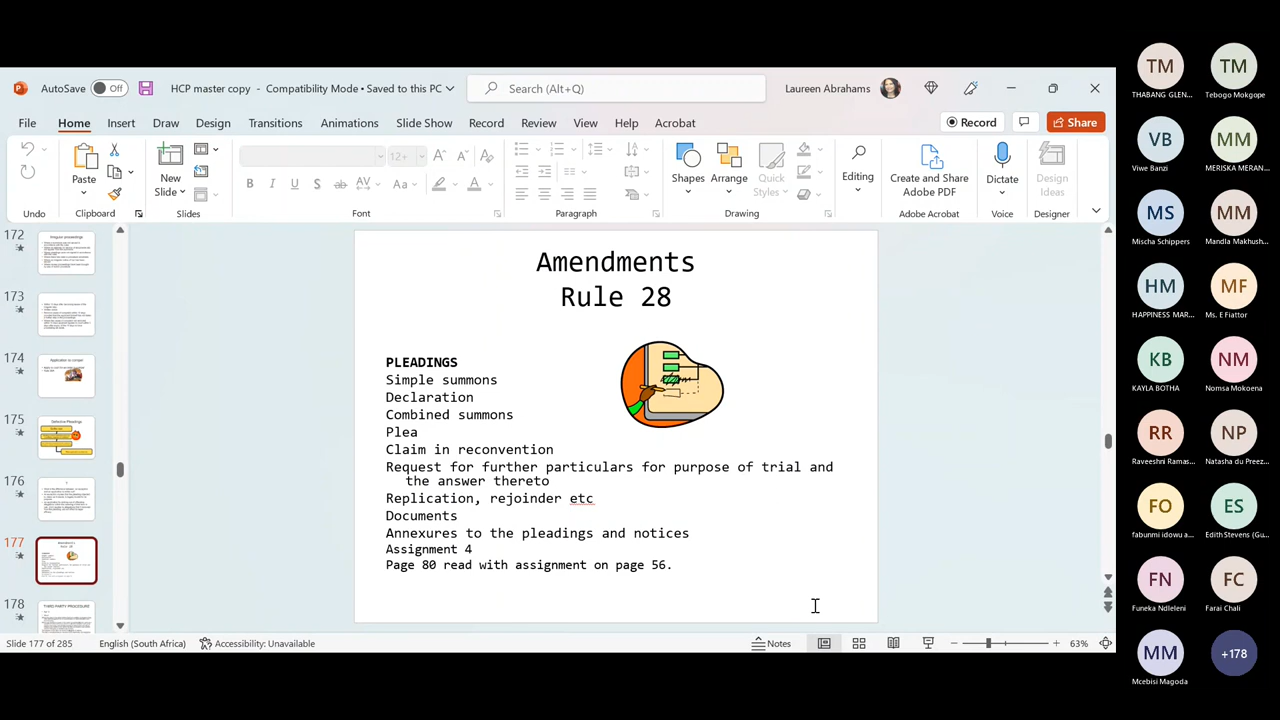 AutoSave Off HCP master copy - Compatibility Mode • Saved to this PC Search (Alt+Q) Lauren Abrahams
File Home Insert Draw Design Transitions Animations Slide Show Record Review View Help Acrobat Record Share
Paste New Slide 12 Shapes Arrange Quick Styles Editing Create and Share Adobe PDF Dictate Design Ideas
Undo Clipboard Slides Font Paragraph Drawing Adobe Acrobat Voice Designer
172
173
174
175
176
177
178
THIRD PARTY PROCEDURE
Amendments
Rule 28
PLEADINGS
Simple summons
Declaration
Combined summons
Plea
Claim in reconvention
Request for further particulars for purpose of trial and
the answer thereto
Replication, rejoinder etc
Documents
Annexures to the pleadings and notices
Assignment 4
Page 80 read with assignment on page 56.
Slide 177 of 285 English (South Africa) Accessibility: Unavailable Notes 63%
TM TM
THABANG GLEN... Tebogo Mokgope
VB MM
Viwe Banzi MERISKA MERAN...
MS MM
Mischa Schippers Mandla Makhush...
HM MF
HAPPINESS MAR... Ms. E Fiattor
KB NM
KAYLA BOTHA Nomsa Mokoena
RR NP
Raveeshni Ramas... Natasha du Preez...
FO ES
fabunmi idowu a... Edith Stevens (Gu...
FN FC
Funeka Ndleleni Farai Chali
MM +178
Mcebisi Magoda